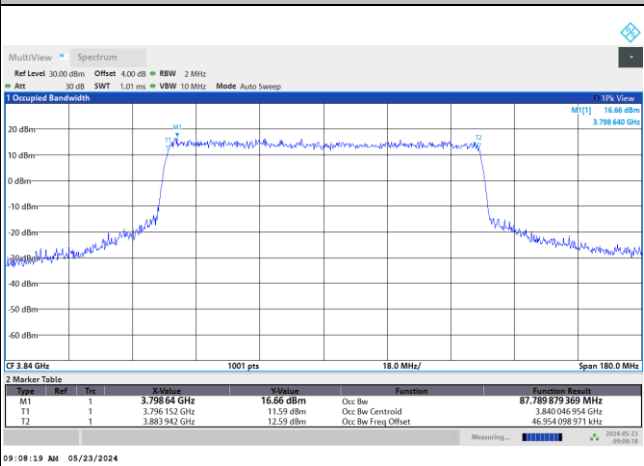 MultiView Spectrum
Ref Level 30.00 dBm Offset 4.00 dB RBW 2 MHz
Att 30 dB SWT 1.01 ms VBW 10 MHz Mode Auto Sweep
1 Occupied Bandwidth 1Pk View
M1[1] 16.66 dBm
3.798 640 GHz
M1
T1
T2
20 dBm
10 dBm
0 dBm
-10 dBm
-20 dBm
-30 dBm
-40 dBm
-50 dBm
-60 dBm
CF 3.84 GHz 1001 pts 18.0 MHz/ Span 180.0 MHz
2 Marker Table
Type Ref Trc X-Value Y-Value Function Function Result
M1 1 3.798 64 GHz 16.66 dBm Occ Bw 87.789 879 369 MHz
T1 1 3.796 152 GHz 11.59 dBm Occ Bw Centroid 3.840 046 954 GHz
T2 1 3.883 942 GHz 12.59 dBm Occ Bw Freq Offset 46.954 098 971 kHz
Measuring... 2024-05-23
09:08:18
09:08:19 AM 05/23/2024